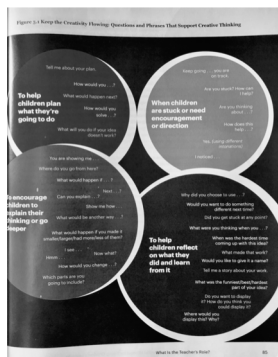 Figure 5.1 Keep the Creativity Flowing: Questions and Phrases That Support Creative Thinking
To help
children plan
what they're
going to do
Tell me about your plan.
How would you . . . ?
What would happen next?
How would you
solve . . . ?
What will you do if your idea
doesn't work?
When children
are stuck or need
encouragement
or direction
Keep going . . . you are
on track.
Are you stuck? How can
I help?
Are you thinking
about . . . ?
How does this
help . . . ?
Yes
I noticed
To encourage
children to
explain their
thinking or go
deeper
You are showing me . . .
Where do you go from here?
What would happen if . . . ?
Next . . . !
Can you explain . . . ?
Show me how . . .
What would be another way . . . ?
What would happen if you made it
smaller/larger/had more/less of them?
I see . . .
Now what?
Hmm
How would you change . . . ?
Which parts are you
going to include?
To help
children reflect
on what they
did and learn
from it
Why did you choose to use . . . ?
Would you want to do something
different next time?
Did you get stuck at any point?
What were you thinking when you . . . ?
When was the hardest time
coming up with this idea?
What made that work?
Would you like to give it a name?
Tell me a story about your work.
What was the funniest/best/hardest
part of your idea?
Do you want to display
it? How do you think you
could display it?
Where would you
display this? Why?
What Is the Teacher's Role?